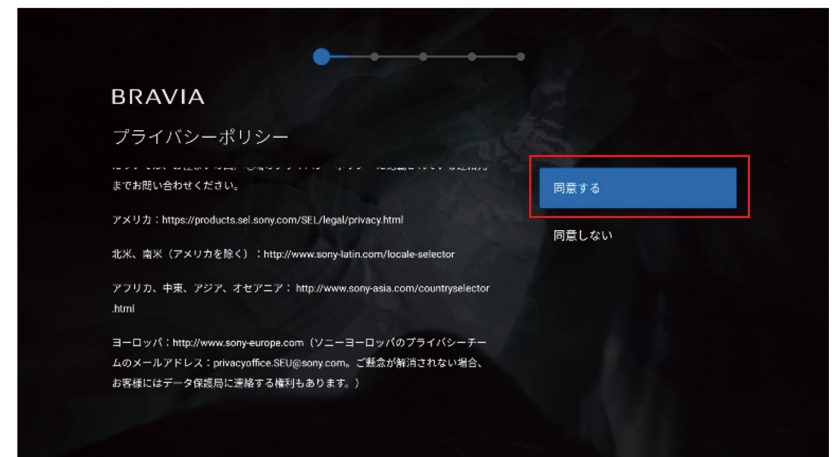 BRAVIA
プライバシーポリシー
までお問い合わせください。
アメリカ：https://products.sel.sony.com/SEL/legal/privacy.html
北米、南米（アメリカを除く）：http://www.sony-latin.com/locale-selector
アフリカ、中東、アジア、オセアニア： http://www.sony-asia.com/countryselector
.html
ヨーロッパ：http://www.sony-europe.com（ソニーヨーロッパのプライバシーチー
ムのメールアドレス：privacyoffice.SEU@sony.com。ご懸念が解消されない場合、
お客様にはデータ保護局に連絡する権利もあります。）
同意する
同意しない